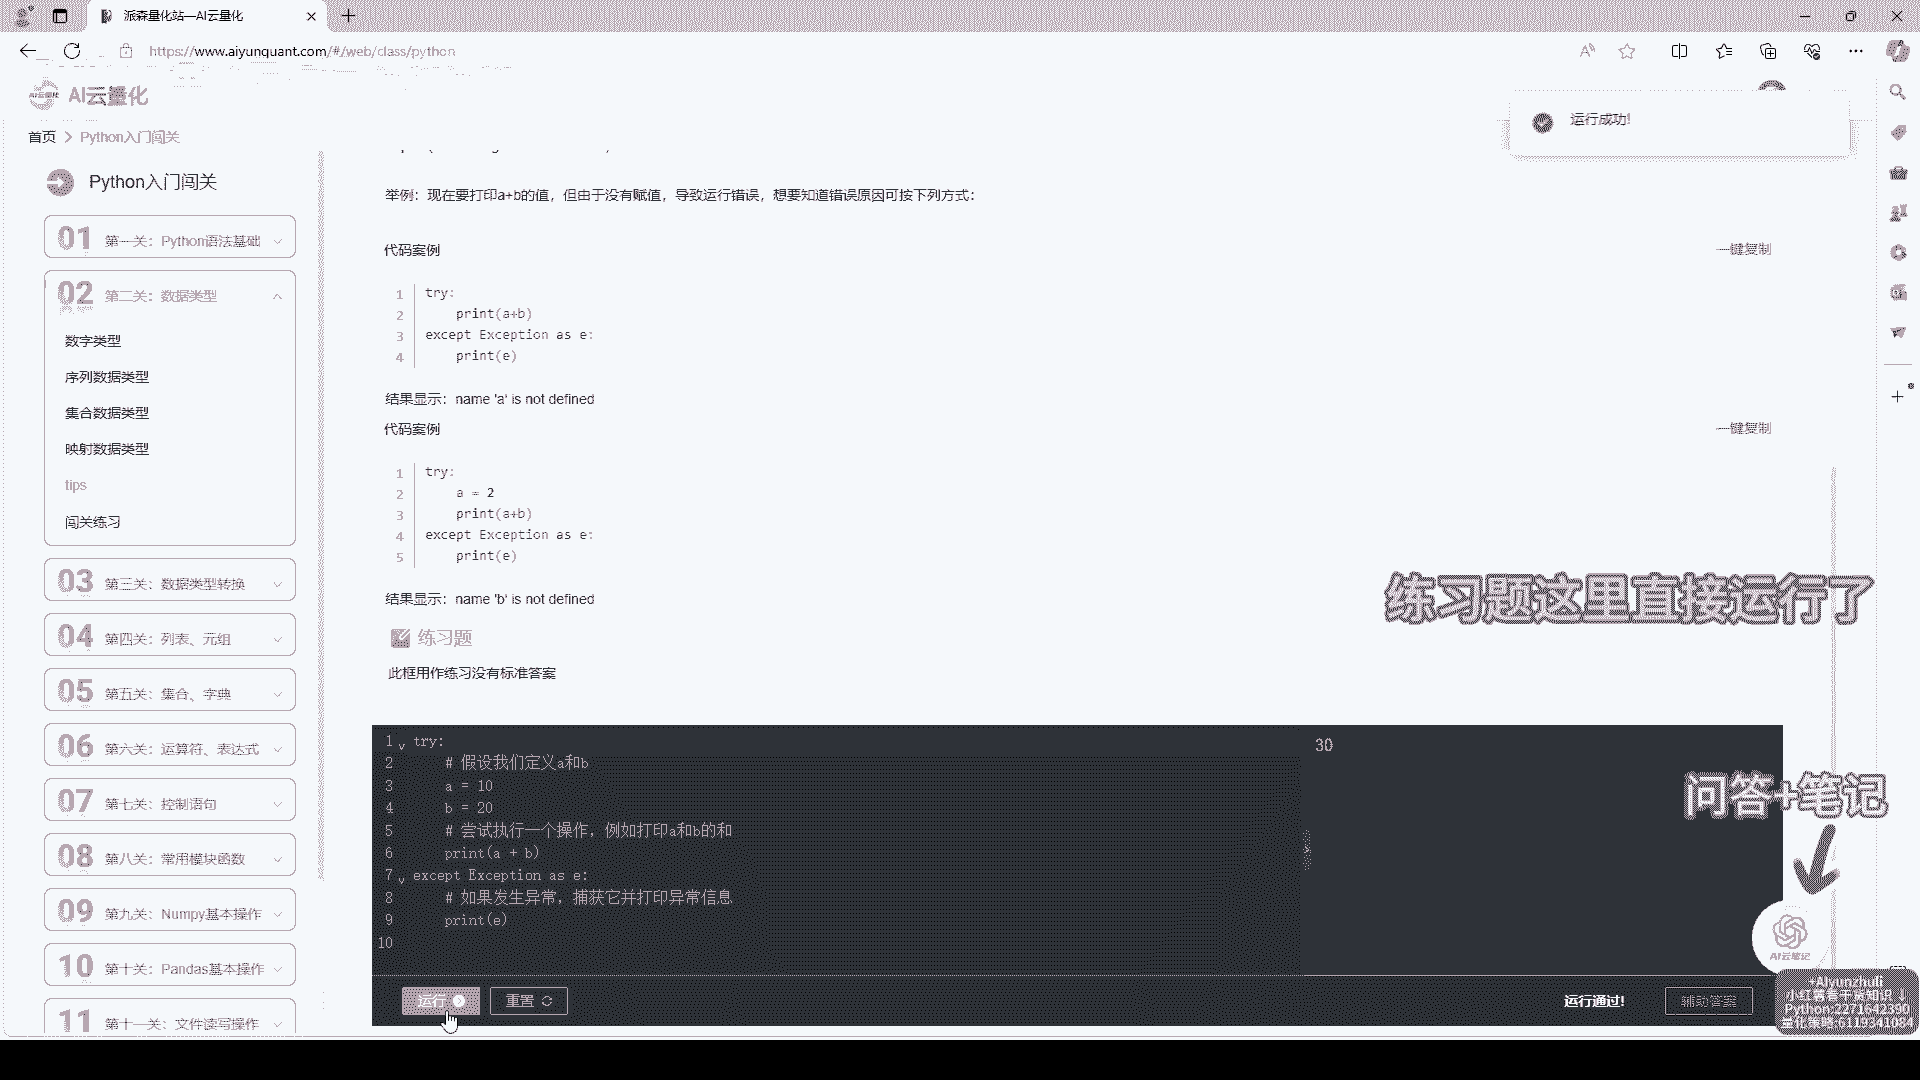 派森量化站—AI云量化
https://www.aiyunquant.com/#/web/class/python
AI云量化
首页 > Python入门闯关
运行成功!
Python入门闯关
01 第一关：Python语法基础
02 第二关：数据类型
数字类型
序列数据类型
集合数据类型
映射数据类型
tips
闯关练习
03 第三关：数据类型转换
04 第四关：列表、元组
05 第五关：集合、字典
06 第六关：运算符、表达式
07 第七关：控制语句
08 第八关：常用模块函数
09 第九关：Numpy基本操作
10 第十关：Pandas基本操作
11 第十一关：文件读写操作
举例：现在要打印a+b的值，但由于没有赋值，导致运行错误，想要知道错误原因可按下列方式：
代码案例 一键复制
1 try:
2     print(a+b)
3 except Exception as e:
4     print(e)
结果显示：name 'a' is not defined
代码案例 一键复制
1 try:
2     a = 2
3     print(a+b)
4 except Exception as e:
5     print(e)
结果显示：name 'b' is not defined
练习题这里直接运行了
练习题
此框用作练习没有标准答案
1 try:
2     # 假设我们定义a和b
3     a = 10
4     b = 20
5     # 尝试执行一个操作，例如打印a和b的和
6     print(a + b)
7 except Exception as e:
8     # 如果发生异常，捕获它并打印异常信息
9     print(e)
10
30
问答+笔记
AI云笔记
运行 重置 运行通过! 辅助答案
+AIyunzhuli
小红薯看干货知识↓
Python:2271642390
量化策略:6119341084